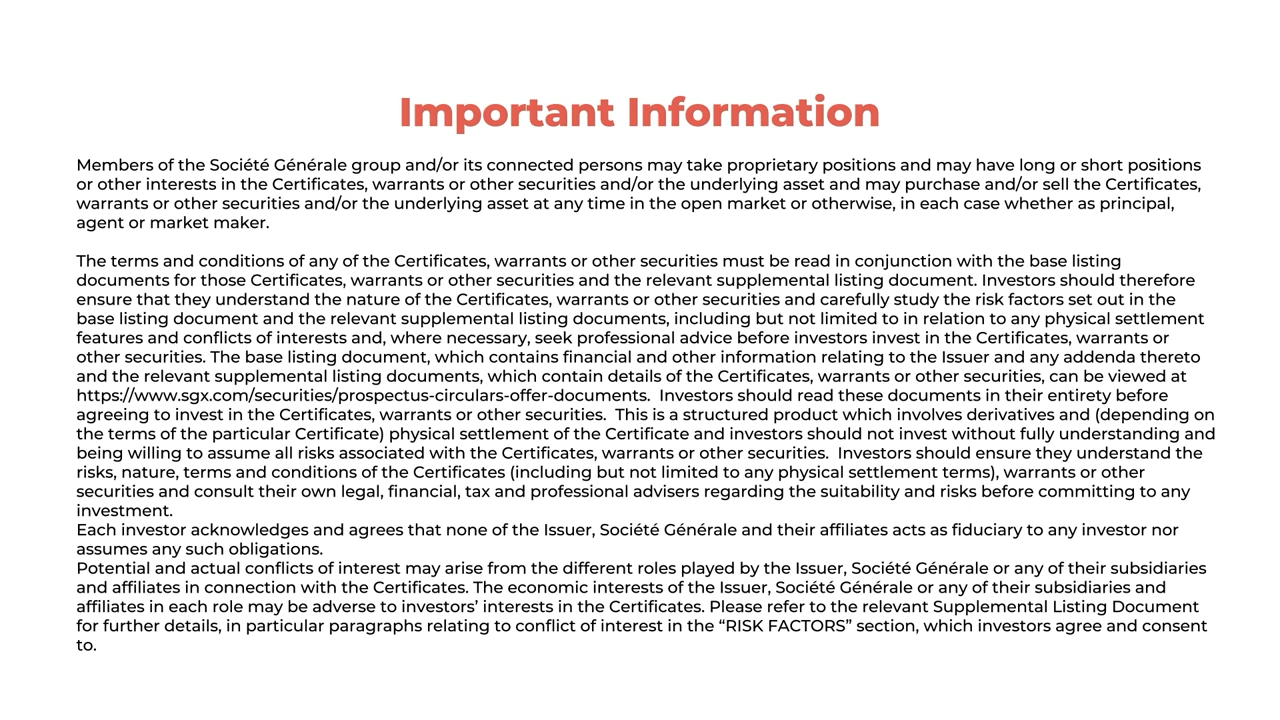 Important Information
Members of the Société Générale group and/or its connected persons may take proprietary positions and may have long or short positions
or other interests in the Certificates, warrants or other securities and/or the underlying asset and may purchase and/or sell the Certificates,
warrants or other securities and/or the underlying asset at any time in the open market or otherwise, in each case whether as principal,
agent or market maker.
The terms and conditions of any of the Certificates, warrants or other securities must be read in conjunction with the base listing
documents for those Certificates, warrants or other securities and the relevant supplemental listing document. Investors should therefore
ensure that they understand the nature of the Certificates, warrants or other securities and carefully study the risk factors set out in the
base listing document and the relevant supplemental listing documents, including but not limited to in relation to any physical settlement
features and conflicts of interests and, where necessary, seek professional advice before investors invest in the Certificates, warrants or
other securities. The base listing document, which contains financial and other information relating to the Issuer and any addenda thereto
and the relevant supplemental listing documents, which contain details of the Certificates, warrants or other securities, can be viewed at
https://www.sgx.com/securities/prospectus-circulars-offer-documents.  Investors should read these documents in their entirety before
agreeing to invest in the Certificates, warrants or other securities.  This is a structured product which involves derivatives and (depending on
the terms of the particular Certificate) physical settlement of the Certificate and investors should not invest without fully understanding and
being willing to assume all risks associated with the Certificates, warrants or other securities.  Investors should ensure they understand the
risks, nature, terms and conditions of the Certificates (including but not limited to any physical settlement terms), warrants or other
securities and consult their own legal, financial, tax and professional advisers regarding the suitability and risks before committing to any
investment.
Each investor acknowledges and agrees that none of the Issuer, Société Générale and their affiliates acts as fiduciary to any investor nor
assumes any such obligations.
Potential and actual conflicts of interest may arise from the different roles played by the Issuer, Société Générale or any of their subsidiaries
and affiliates in connection with the Certificates. The economic interests of the Issuer, Société Générale or any of their subsidiaries and
affiliates in each role may be adverse to investors’ interests in the Certificates. Please refer to the relevant Supplemental Listing Document
for further details, in particular paragraphs relating to conflict of interest in the “RISK FACTORS” section, which investors agree and consent
to.